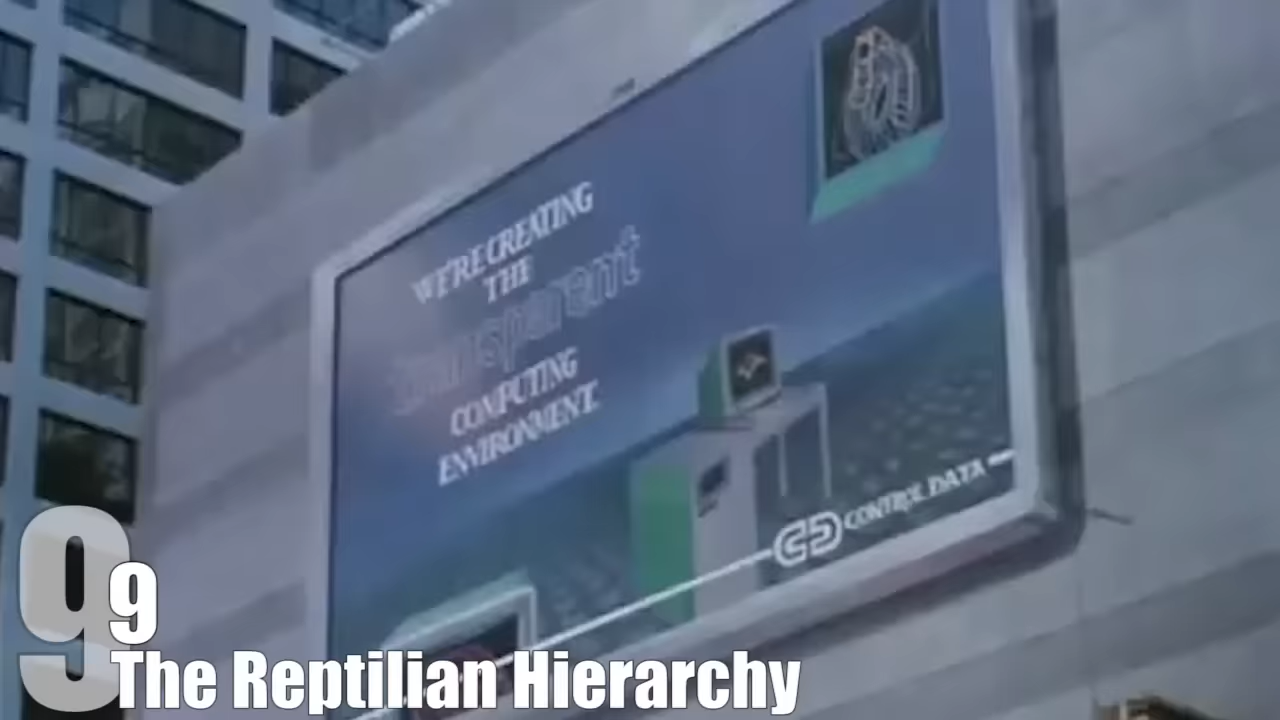 WE'RE CREATING
THE
transparent
COMPUTING
ENVIRONMENT.
CONTROL DATA
9
9
The Reptilian Hierarchy